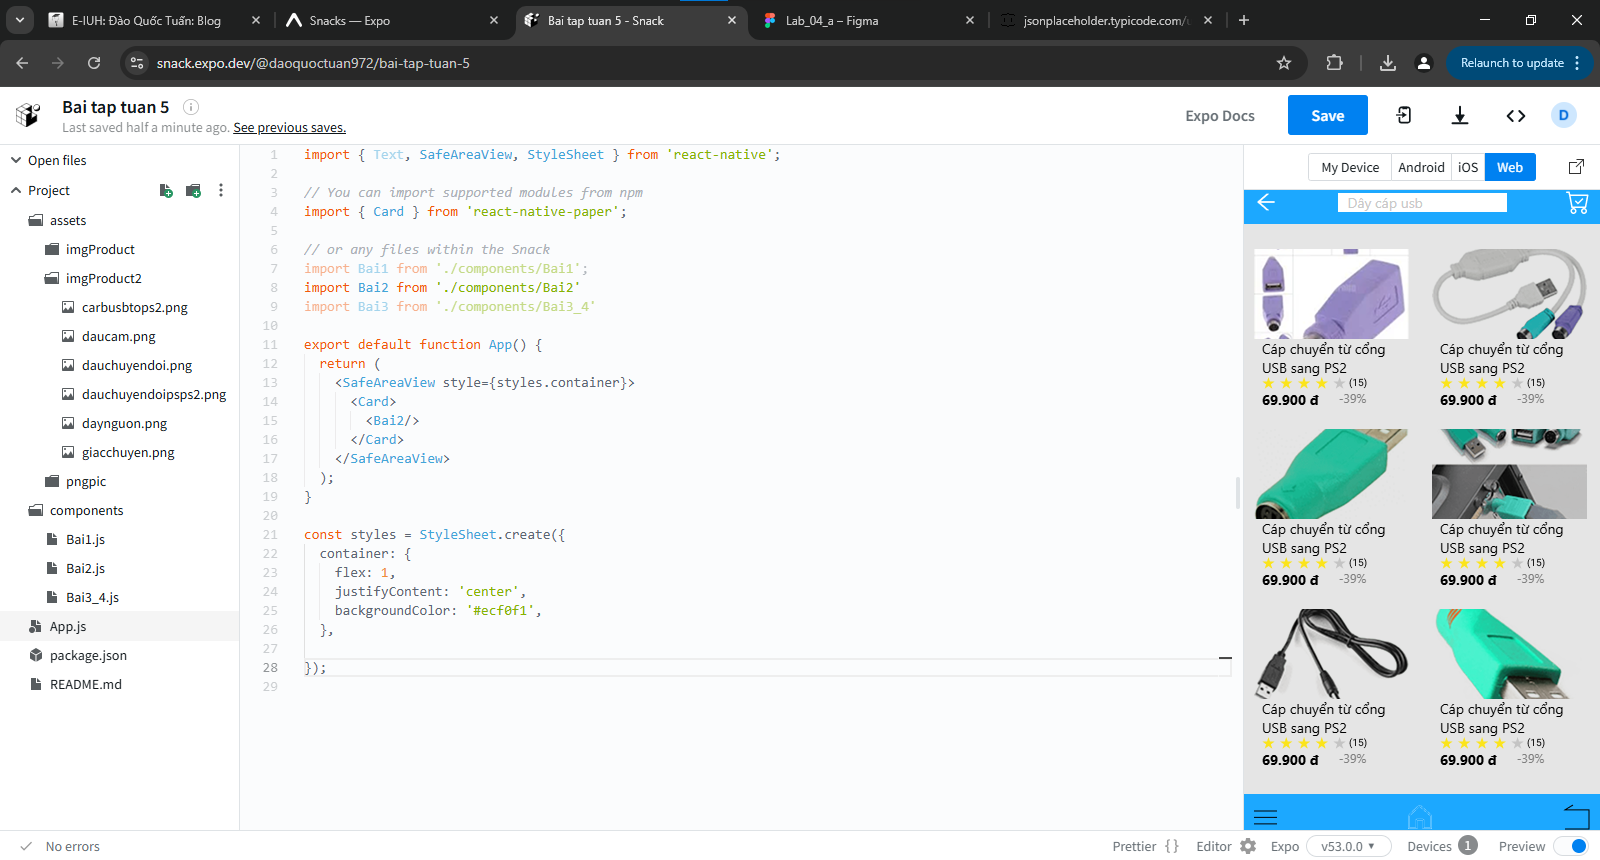 E-IUH: Đào Quốc Tuấn: Blog
Snacks — Expo
Bai tap tuan 5 - Snack
Lab_04_a – Figma
jsonplaceholder.typicode.com/
snack.expo.dev/@daoquoctuan972/bai-tap-tuan-5
Relaunch to update
Bai tap tuan 5
Last saved half a minute ago. See previous saves.
Expo Docs
Save
D
Open files
Project
assets
imgProduct
imgProduct2
carbusbtops2.png
daucam.png
dauchuyendoi.png
dauchuyendoipsps2.png
daynguon.png
giacchuyen.png
pngpic
components
Bai1.js
Bai2.js
Bai3_4.js
App.js
package.json
README.md
1 import { Text, SafeAreaView, StyleSheet } from 'react-native';
2
3 // You can import supported modules from npm
4 import { Card } from 'react-native-paper';
5
6 // or any files within the Snack
7 import Bai1 from './components/Bai1';
8 import Bai2 from './components/Bai2'
9 import Bai3 from './components/Bai3_4'
10
11 export default function App() {
12 return (
13 <SafeAreaView style={styles.container}>
14 <Card>
15 <Bai2/>
16 </Card>
17 </SafeAreaView>
18 );
19 }
20
21 const styles = StyleSheet.create({
22 container: {
23 flex: 1,
24 justifyContent: 'center',
25 backgroundColor: '#ecf0f1',
26 },
27
28 });
29
My Device
Android
iOS
Web
Dây cáp usb
Cáp chuyển từ cổng
USB sang PS2
(15)
69.900 đ -39%
Cáp chuyển từ cổng
USB sang PS2
(15)
69.900 đ -39%
Cáp chuyển từ cổng
USB sang PS2
(15)
69.900 đ -39%
Cáp chuyển từ cổng
USB sang PS2
(15)
69.900 đ -39%
Cáp chuyển từ cổng
USB sang PS2
(15)
69.900 đ -39%
Cáp chuyển từ cổng
USB sang PS2
(15)
69.900 đ -39%
No errors
Prettier { }
Editor
Expo
v53.0.0
Devices 1
Preview